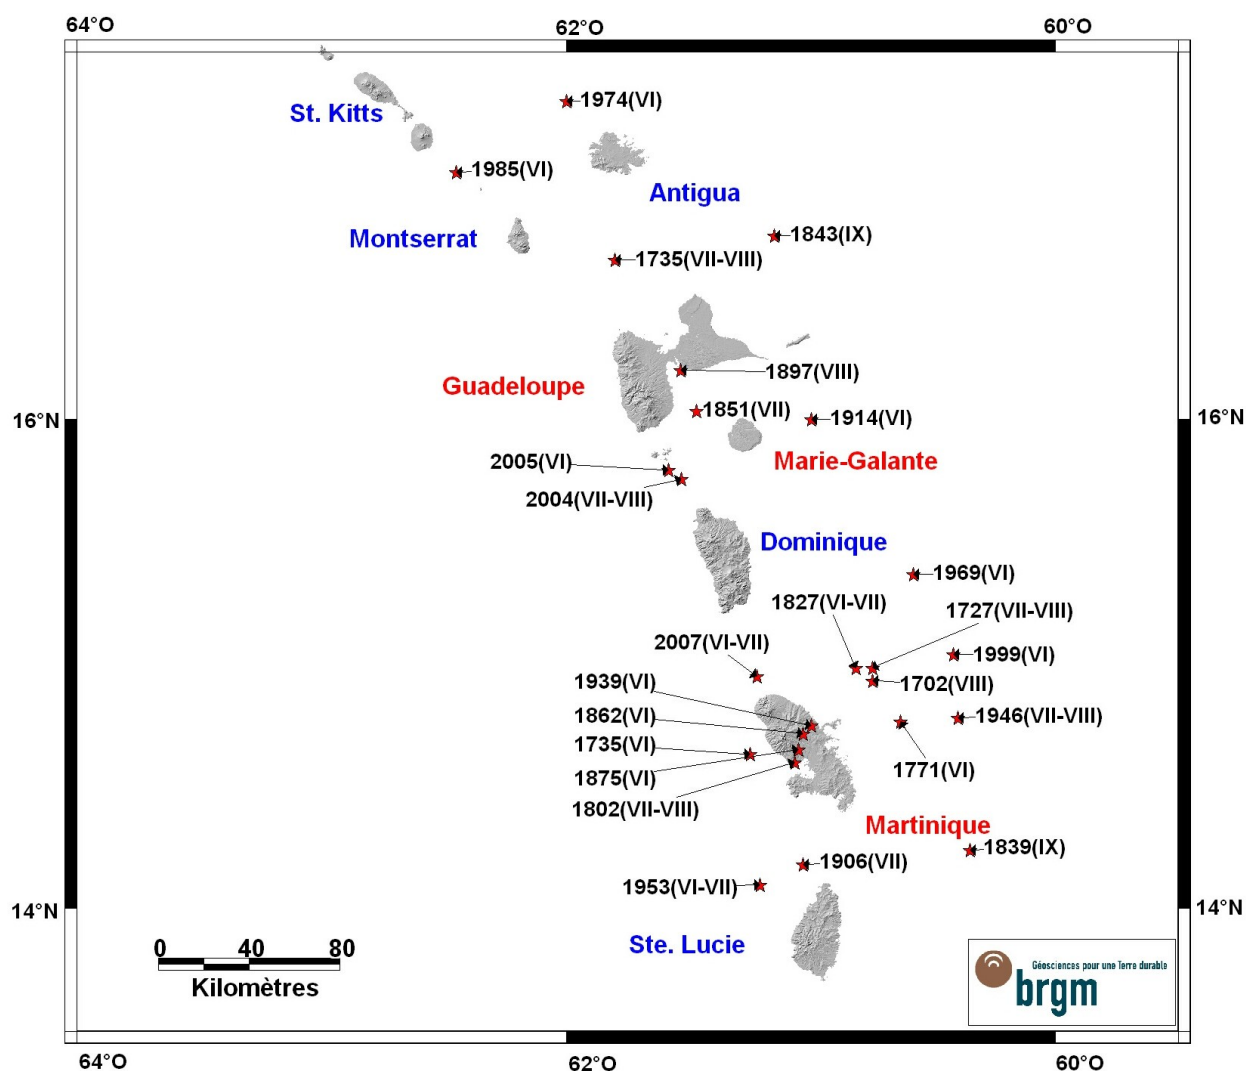 64°O
62°O
60°O
St. Kitts
1974(VI)
1985(VI)
Antigua
Montserrat
1843(IX)
1735(VII-VIII)
Guadeloupe
1897(VIII)
1851(VII)
1914(VI)
16°N
16°N
2005(VI)
Marie-Galante
2004(VII-VIII)
Dominique
1969(VI)
1827(VI-VII)
1727(VII-VIII)
2007(VI-VII)
1999(VI)
1939(VI)
1702(VIII)
1862(VI)
1946(VII-VIII)
1735(VI)
1771(VI)
1875(VI)
1802(VII-VIII)
Martinique
1839(IX)
1906(VII)
1953(VI-VII)
14°N
14°N
Ste. Lucie
0 40 80
Kilomètres
Géosciences pour une Terre durable
brgm
64°O
62°O
60°O